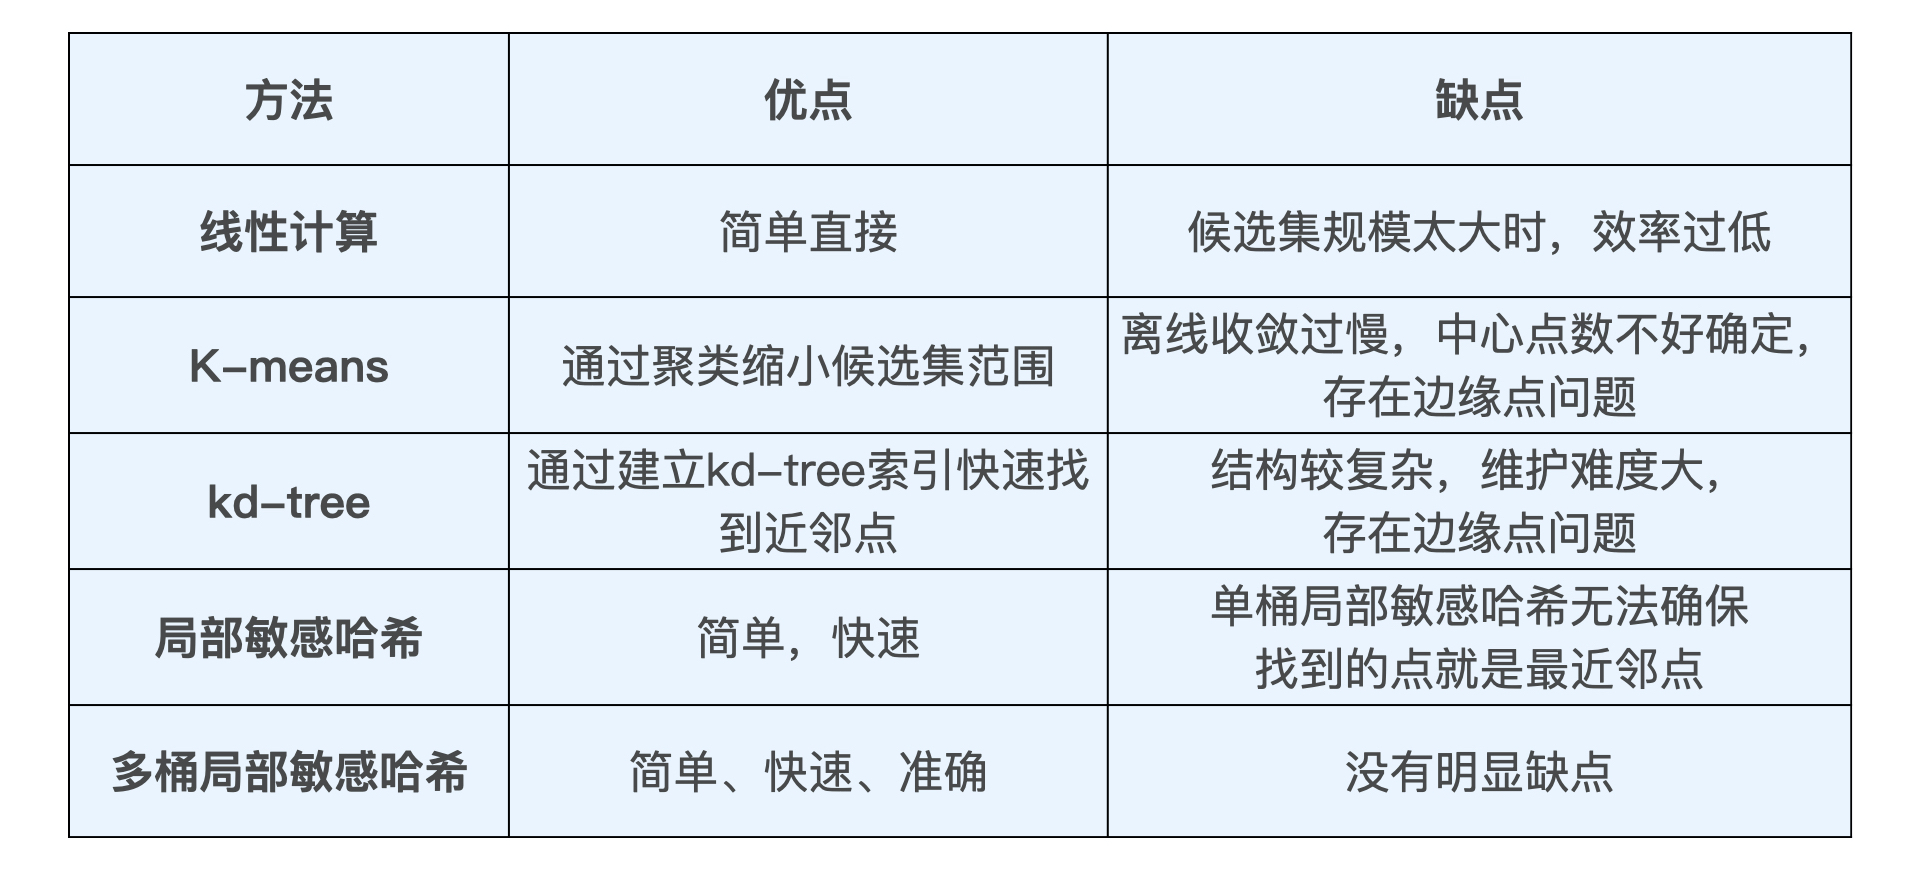 方法
优点
缺点
线性计算
简单直接
候选集规模太大时，效率过低
K-means
通过聚类缩小候选集范围
离线收敛过慢，中心点数不好确定，
存在边缘点问题
kd-tree
通过建立kd-tree索引快速找
到近邻点
结构较复杂，维护难度大，
存在边缘点问题
局部敏感哈希
简单，快速
单桶局部敏感哈希无法确保
找到的点就是最近邻点
多桶局部敏感哈希
简单、快速、准确
没有明显缺点